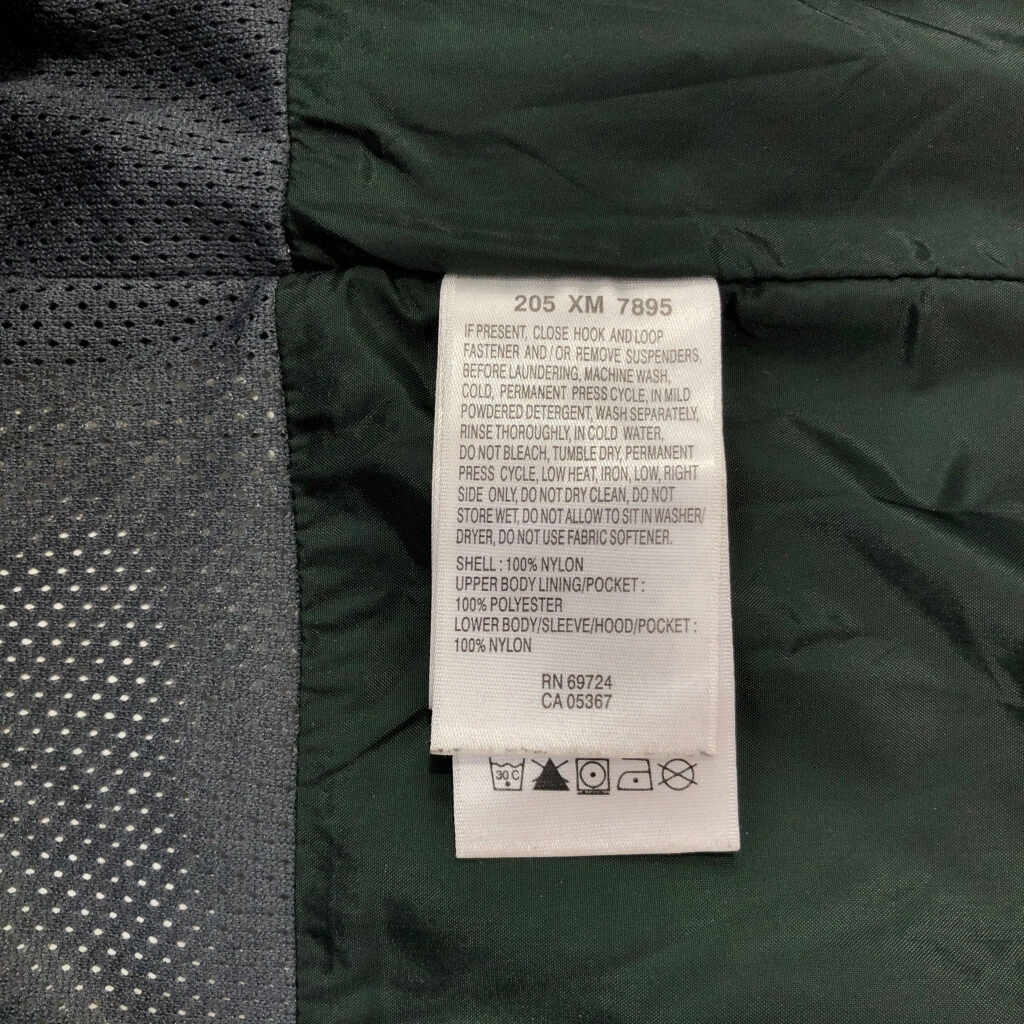 205 XM 7895
IF PRESENT, CLOSE HOOK AND LOOP
FASTENER AND/OR REMOVE SUSPENDERS,
BEFORE LAUNDERING, MACHINE WASH,
COLD, PERMANENT PRESS CYCLE, IN MILD
POWDERED DETERGENT, WASH SEPARATELY,
RINSE THOROUGHLY, IN COLD WATER,
DO NOT BLEACH, TUMBLE DRY, PERMANENT
PRESS CYCLE, LOW HEAT, IRON, LOW, RIGHT
SIDE ONLY, DO NOT DRY CLEAN, DO NOT
STORE WET, DO NOT ALLOW TO SIT IN WASHER/
DRYER, DO NOT USE FABRIC SOFTENER.
SHELL : 100% NYLON
UPPER BODY LINING/POCKET :
100% POLYESTER
LOWER BODY/SLEEVE/HOOD/POCKET :
100% NYLON
RN 69724
CA 05367
30 C